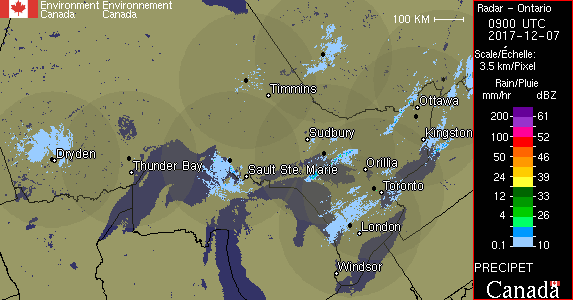 Environment Environnement
Canada Canada
100 KM
Timmins
Ottawa
Sudbury
Kingston
Dryden
Thunder Bay
Sault Ste. Marie
Orillia
Toronto
London
Windsor
Radar - Ontario
0900 UTC
2017-12-07
Scale/Échelle:
3.5 km/Pixel
Rain/Pluie
mm/hr dBZ
200 61
100 52
50 46
24 39
12 33
4 26
0.1 10
PRECIPET
Canada